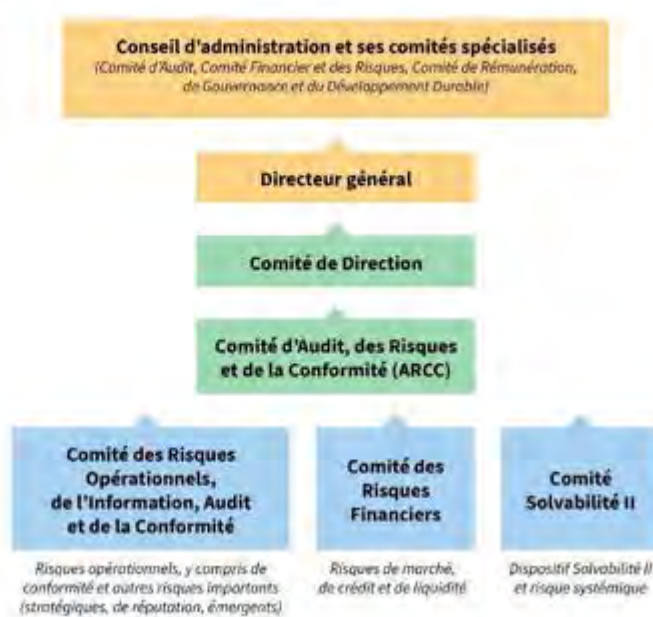 Conseil d'administration et ses comités spécialisés
(Comité d'Audit, Comité Financier et des Risques, Comité de Rémunération,
de Gouvernance et du Développement Durable)
Directeur général
Comité de Direction
Comité d'Audit, des Risques
et de la Conformité (ARCC)
Comité des Risques
Opérationnels,
de l'Information, Audit
et de la Conformité
Risques opérationnels, y compris de
conformité et autres risques importants
(stratégiques, de réputation, émergents)
Comité des
Risques
Financiers
Risques de marché,
de crédit et de liquidité
Comité
Solvabilité II
Dispositif Solvabilité II
et risque systémique